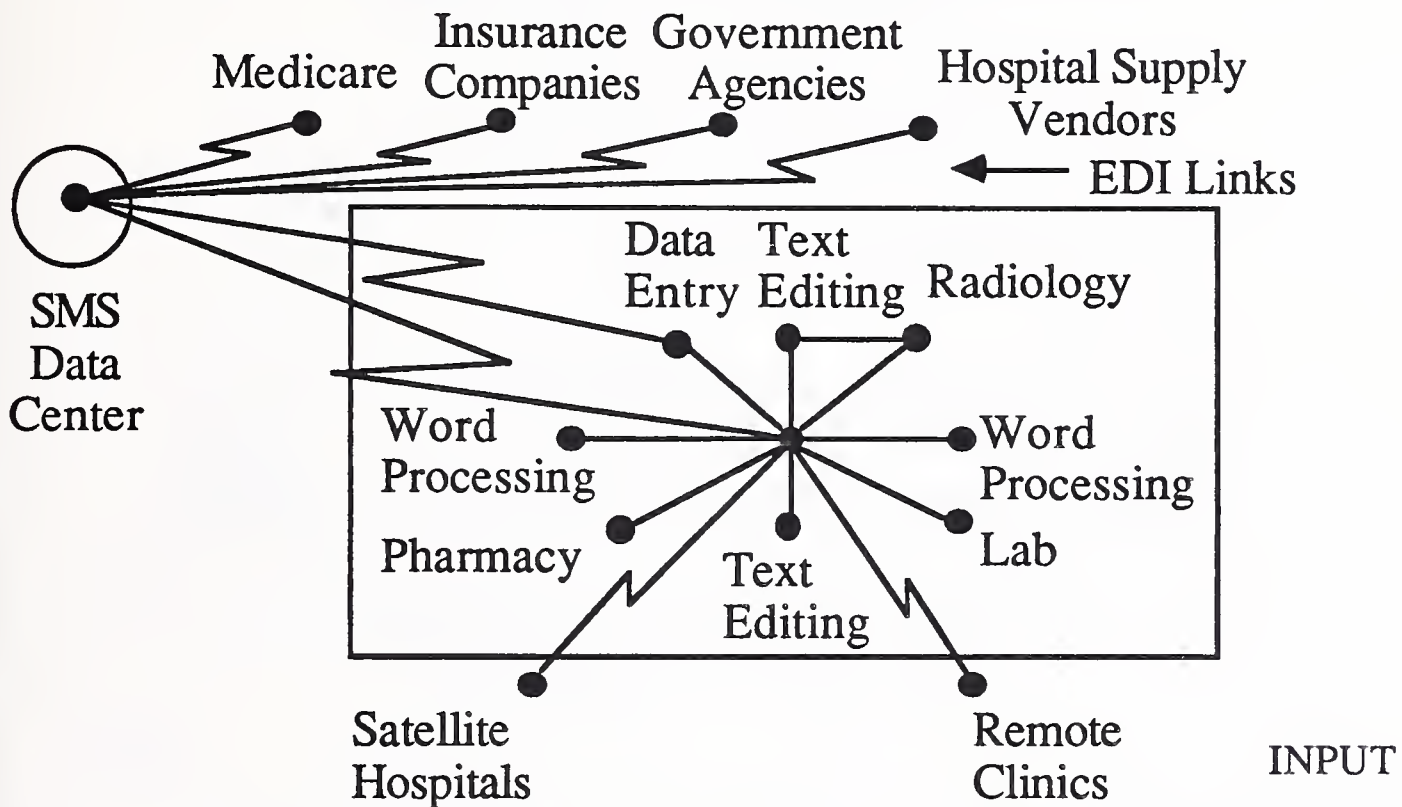 Medicare
Insurance
Companies
Government
Agencies
Hospital Supply
Vendors
EDI Links
SMS
Data
Center
Data
Entry
Text
Editing
Radiology
Word
Processing
Word
Processing
Pharmacy
Text
Editing
Lab
Satellite
Hospitals
Remote
Clinics
INPUT